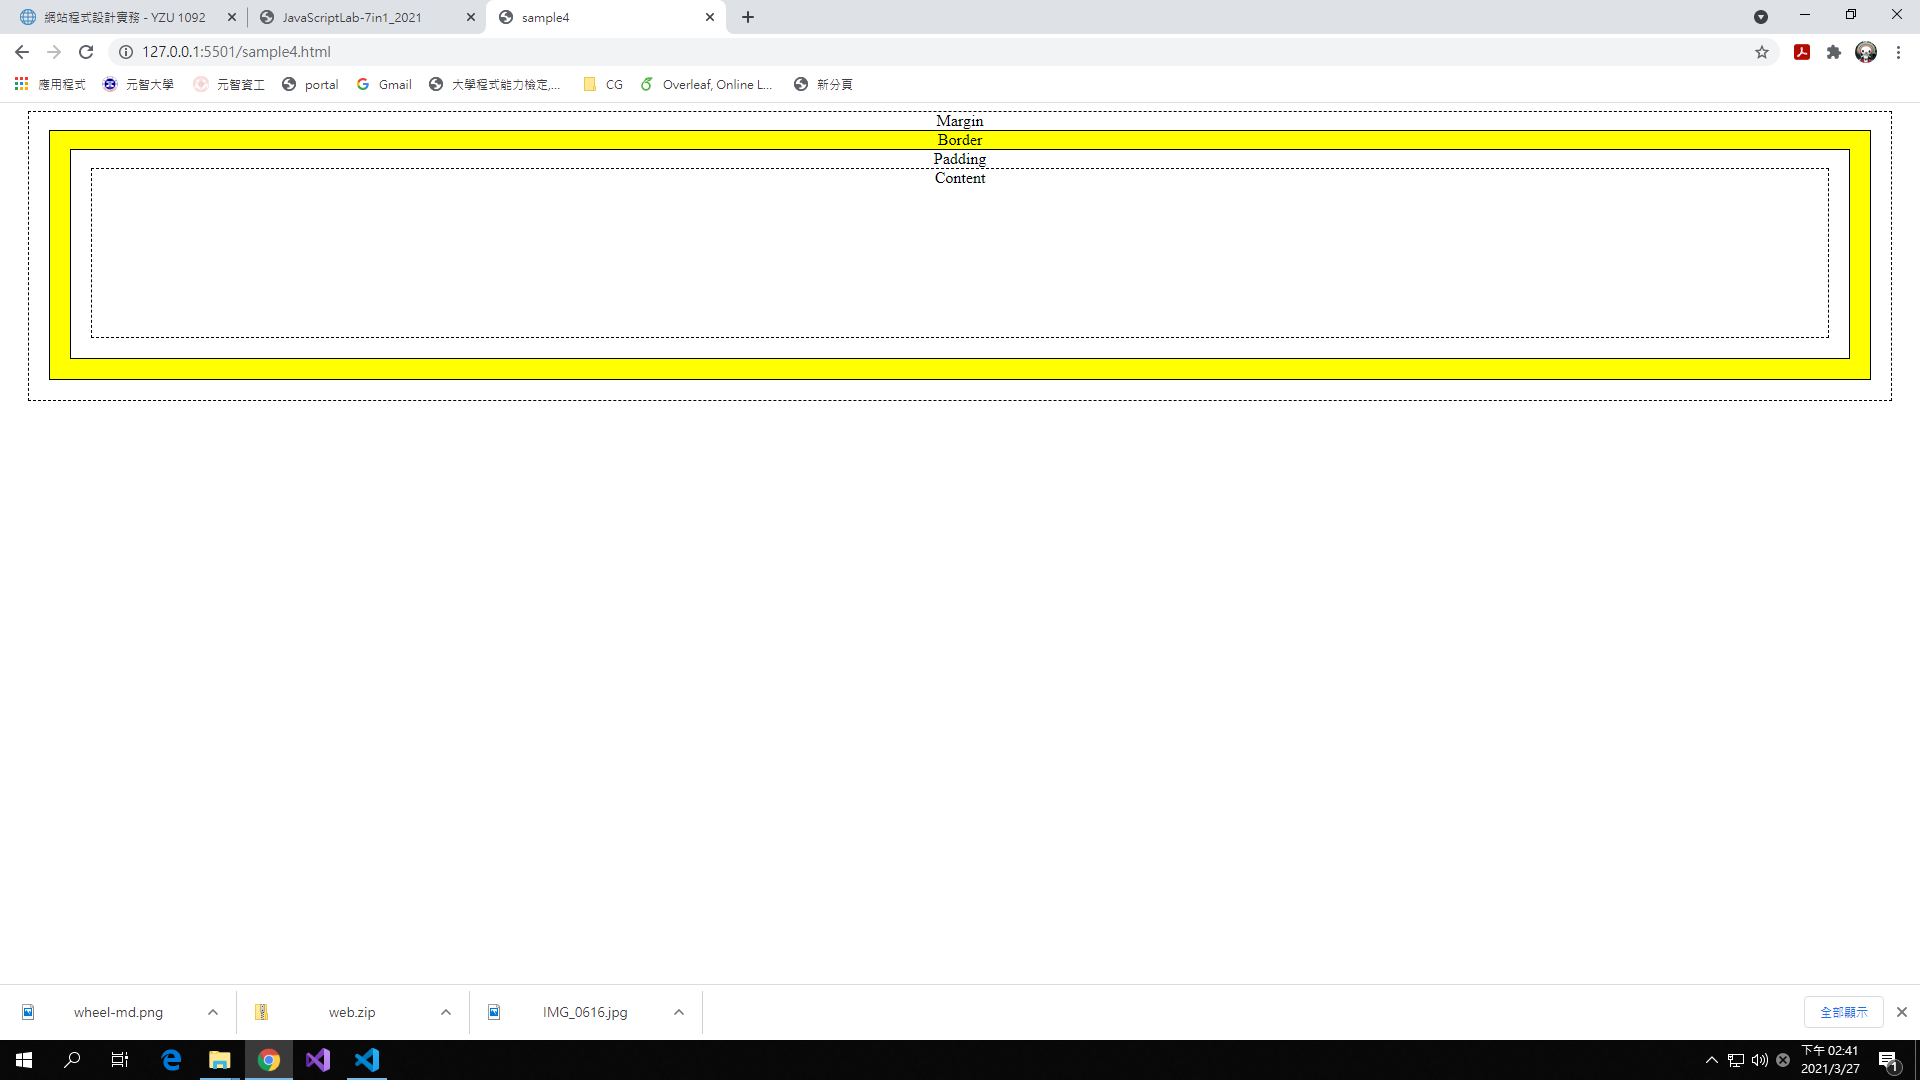 網站程式設計實務 - YZU 1092
JavaScriptLab-7in1_2021
sample4
127.0.0.1:5501/sample4.html
應用程式
元智大學
元智資工
portal
Gmail
大學程式能力檢定,...
CG
Overleaf, Online L...
新分頁
Margin
Border
Padding
Content
wheel-md.png
web.zip
IMG_0616.jpg
全部顯示
下午 02:41
2021/3/27
1